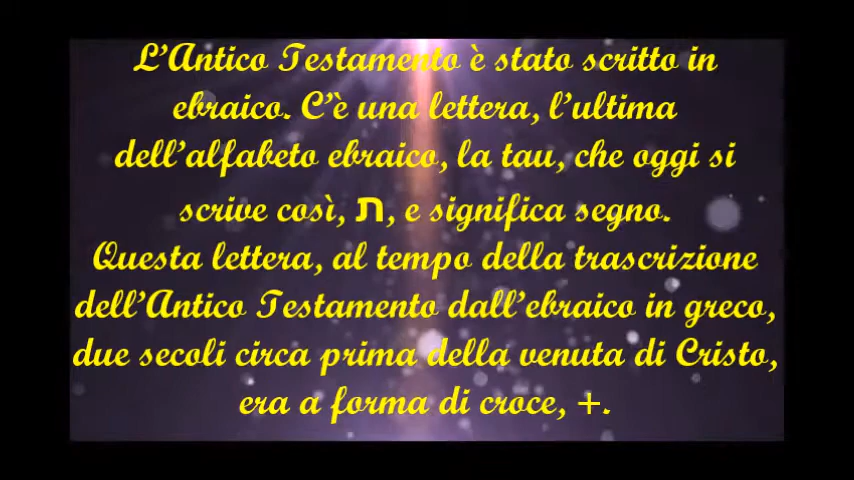 L'Antico Testamento è stato scritto in
ebraico. C'è una lettera, l'ultima
dell'alfabeto ebraico, la tau, che oggi si
scrive così, ת, e significa segno.
Questa lettera, al tempo della trascrizione
dell'Antico Testamento dall'ebraico in greco,
due secoli circa prima della venuta di Cristo,
era a forma di croce, +.